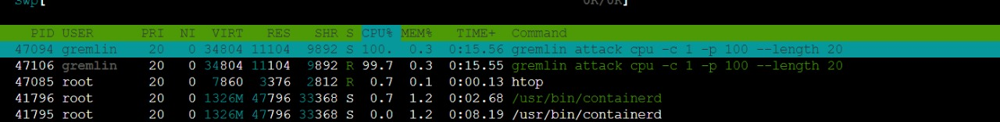 Swp[ 0K/0K]
PID USER PRI NI VIRT RES SHR S CPU% MEM% TIME+ Command
47094 gremlin 20 0 34804 11104 9892 S 100. 0.3 0:15.56 gremlin attack cpu -c 1 -p 100 --length 20
47106 gremlin 20 0 34804 11104 9892 R 99.7 0.3 0:15.55 gremlin attack cpu -c 1 -p 100 --length 20
47085 root 20 0 7860 3376 2812 R 0.7 0.1 0:00.13 htop
41796 root 20 0 1326M 47796 33368 S 0.7 1.2 0:02.68 /usr/bin/containerd
41795 root 20 0 1326M 47796 33368 S 0.0 1.2 0:08.19 /usr/bin/containerd